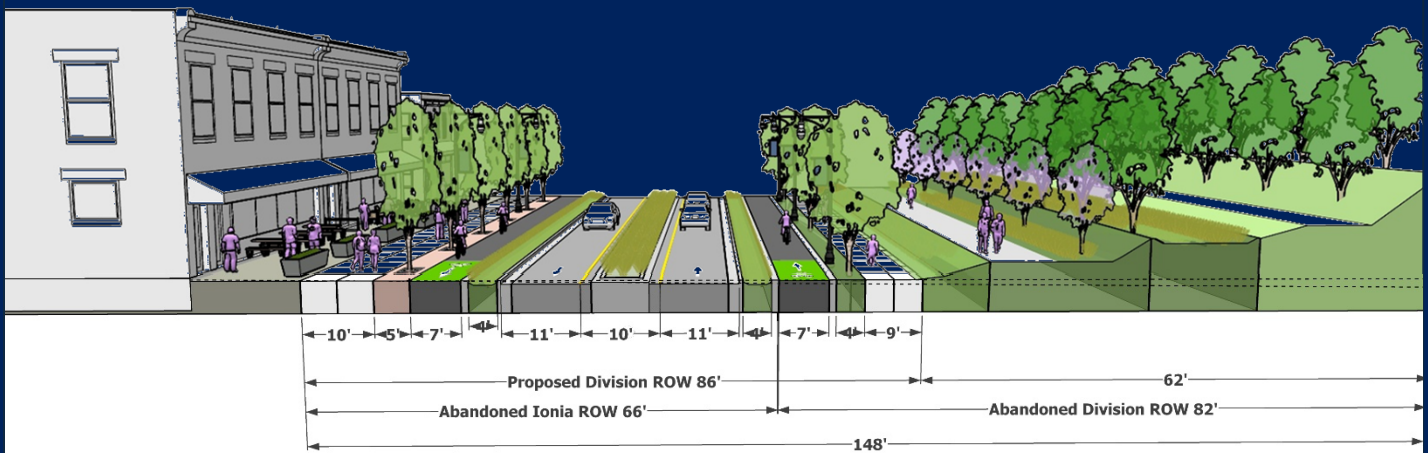 10' 5' 7' 4' 11' 10' 11' 4' 7' 4' 9'
Proposed Division ROW 86' 62'
Abandoned Ionia ROW 66' Abandoned Division ROW 82'
148'